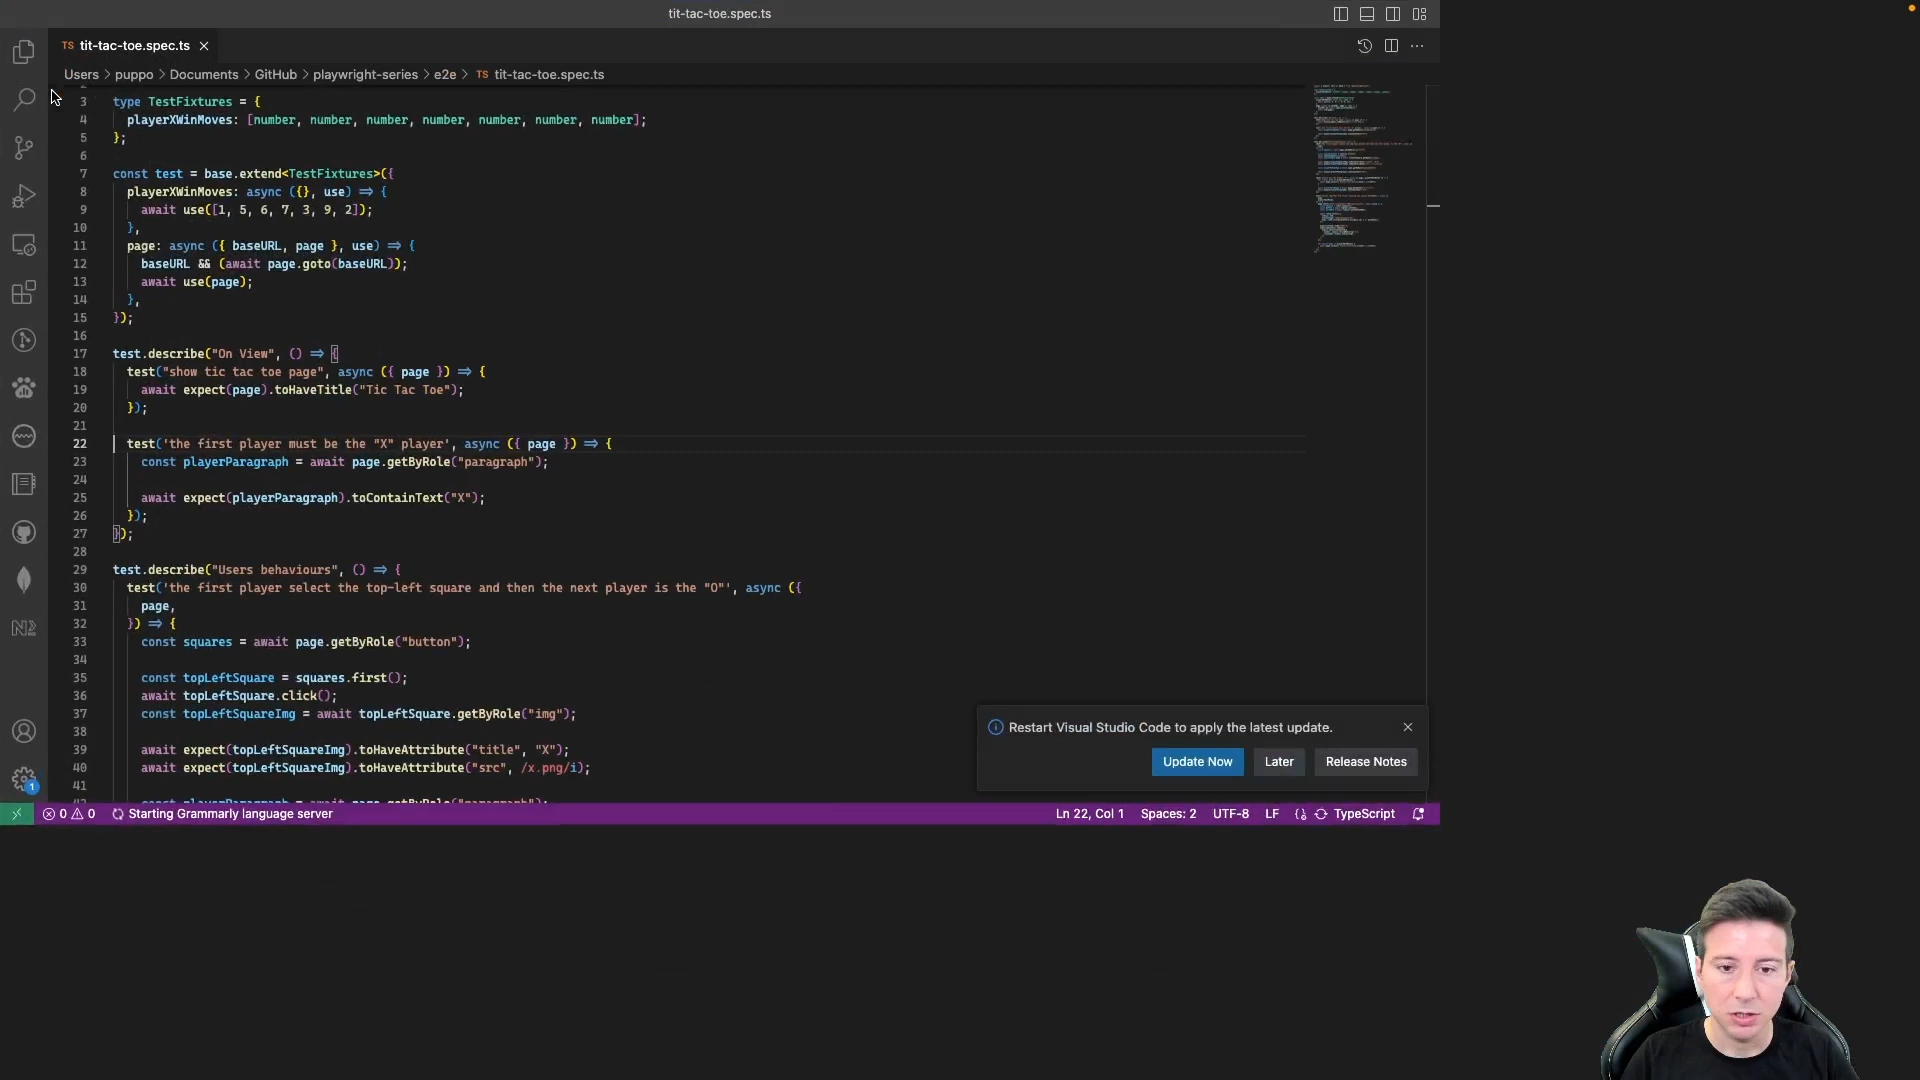 tit-tac-toe.spec.ts
TS tit-tac-toe.spec.ts
Users > puppo > Documents > GitHub > playwright-series > e2e > TS tit-tac-toe.spec.ts
3 type TestFixtures = {
4 playerXWinMoves: [number, number, number, number, number, number, number];
5 };
6
7 const test = base.extend<TestFixtures>({
8 playerXWinMoves: async ({}, use) => {
9 await use([1, 5, 6, 7, 3, 9, 2]);
10 },
11 page: async ({ baseURL, page }, use) => {
12 baseURL && (await page.goto(baseURL));
13 await use(page);
14 },
15 });
16
17 test.describe("On View", () => {
18 test("show tic tac toe page", async ({ page }) => {
19 await expect(page).toHaveTitle("Tic Tac Toe");
20 });
21
22 test('the first player must be the "X" player', async ({ page }) => {
23 const playerParagraph = await page.getByRole("paragraph");
24
25 await expect(playerParagraph).toContainText("X");
26 });
27 });
28
29 test.describe("Users behaviours", () => {
30 test('the first player select the top-left square and then the next player is the "O"', async ({
31 page,
32 }) => {
33 const squares = await page.getByRole("button");
34
35 const topLeftSquare = squares.first();
36 await topLeftSquare.click();
37 const topLeftSquareImg = await topLeftSquare.getByRole("img");
38
39 await expect(topLeftSquareImg).toHaveAttribute("title", "X");
40 await expect(topLeftSquareImg).toHaveAttribute("src", /x.png/i);
41
Restart Visual Studio Code to apply the latest update.
Update Now
Later
Release Notes
1
0 0 Starting Grammarly language server
Ln 22, Col 1 Spaces: 2 UTF-8 LF {} TypeScript